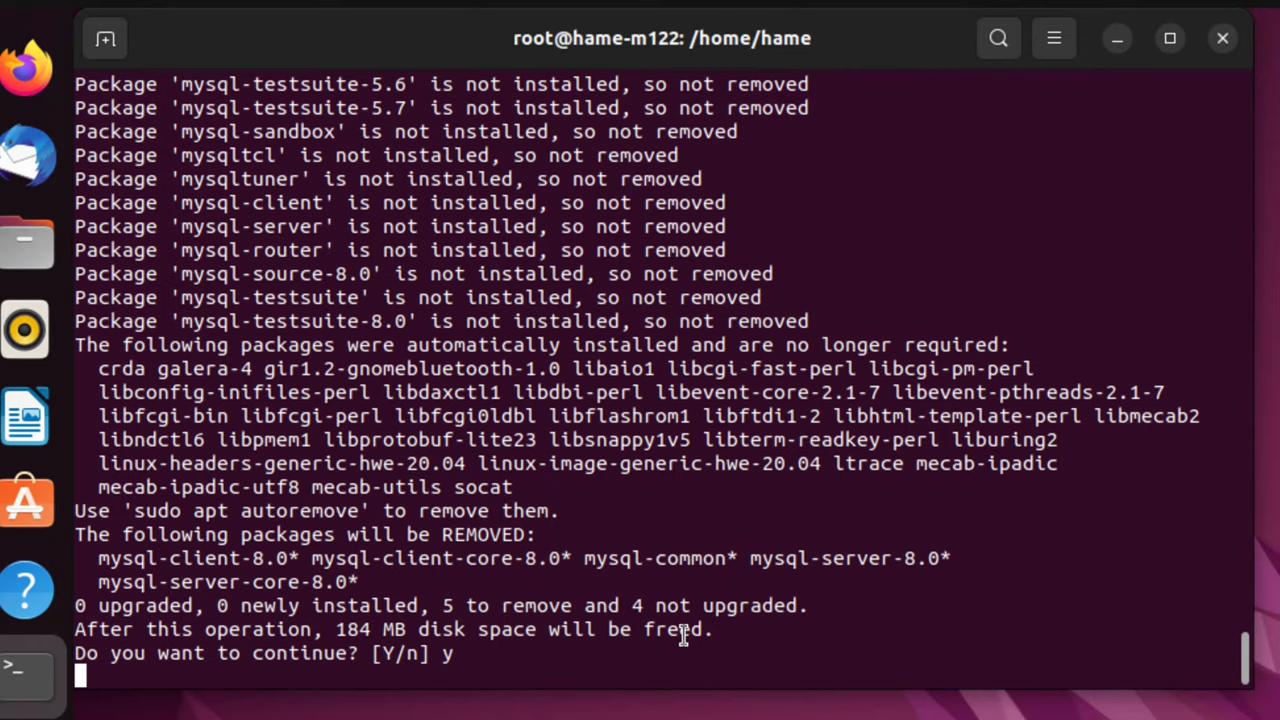 root@hame-m122: /home/hame
Package 'mysql-testsuite-5.6' is not installed, so not removed
Package 'mysql-testsuite-5.7' is not installed, so not removed
Package 'mysql-sandbox' is not installed, so not removed
Package 'mysqltcl' is not installed, so not removed
Package 'mysqltuner' is not installed, so not removed
Package 'mysql-client' is not installed, so not removed
Package 'mysql-server' is not installed, so not removed
Package 'mysql-router' is not installed, so not removed
Package 'mysql-source-8.0' is not installed, so not removed
Package 'mysql-testsuite' is not installed, so not removed
Package 'mysql-testsuite-8.0' is not installed, so not removed
The following packages were automatically installed and are no longer required:
crda galera-4 gir1.2-gnomebluetooth-1.0 libaio1 libcgi-fast-perl libcgi-pm-perl
libconfig-inifiles-perl libdaxctl1 libdbi-perl libevent-core-2.1-7 libevent-pthreads-2.1-7
libfcgi-bin libfcgi-perl libfcgi0ldbl libflashrom1 libftdi1-2 libhtml-template-perl libmecab2
libndctl6 libpmem1 libprotobuf-lite23 libsnappy1v5 libterm-readkey-perl liburing2
linux-headers-generic-hwe-20.04 linux-image-generic-hwe-20.04 ltrace mecab-ipadic
mecab-ipadic-utf8 mecab-utils socat
Use 'sudo apt autoremove' to remove them.
The following packages will be REMOVED:
mysql-client-8.0* mysql-client-core-8.0* mysql-common* mysql-server-8.0*
mysql-server-core-8.0*
0 upgraded, 0 newly installed, 5 to remove and 4 not upgraded.
After this operation, 184 MB disk space will be freed.
Do you want to continue? [Y/n] y